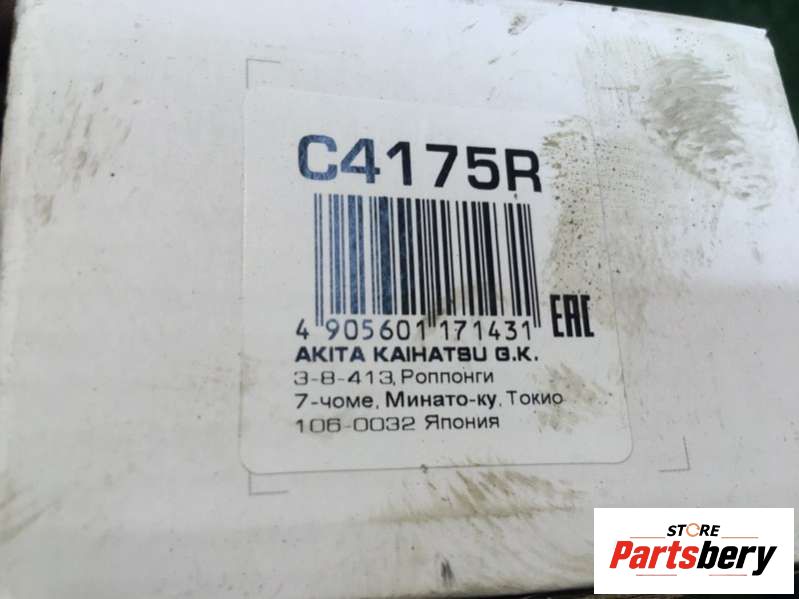 C4175R
4 905601 171431
EAC
AKITA KAIHATSU G.K.
3-8-413, Роппонги
7-чоме, Минато-ку, Токио
106-0032 Япония
STORE
Partsbery